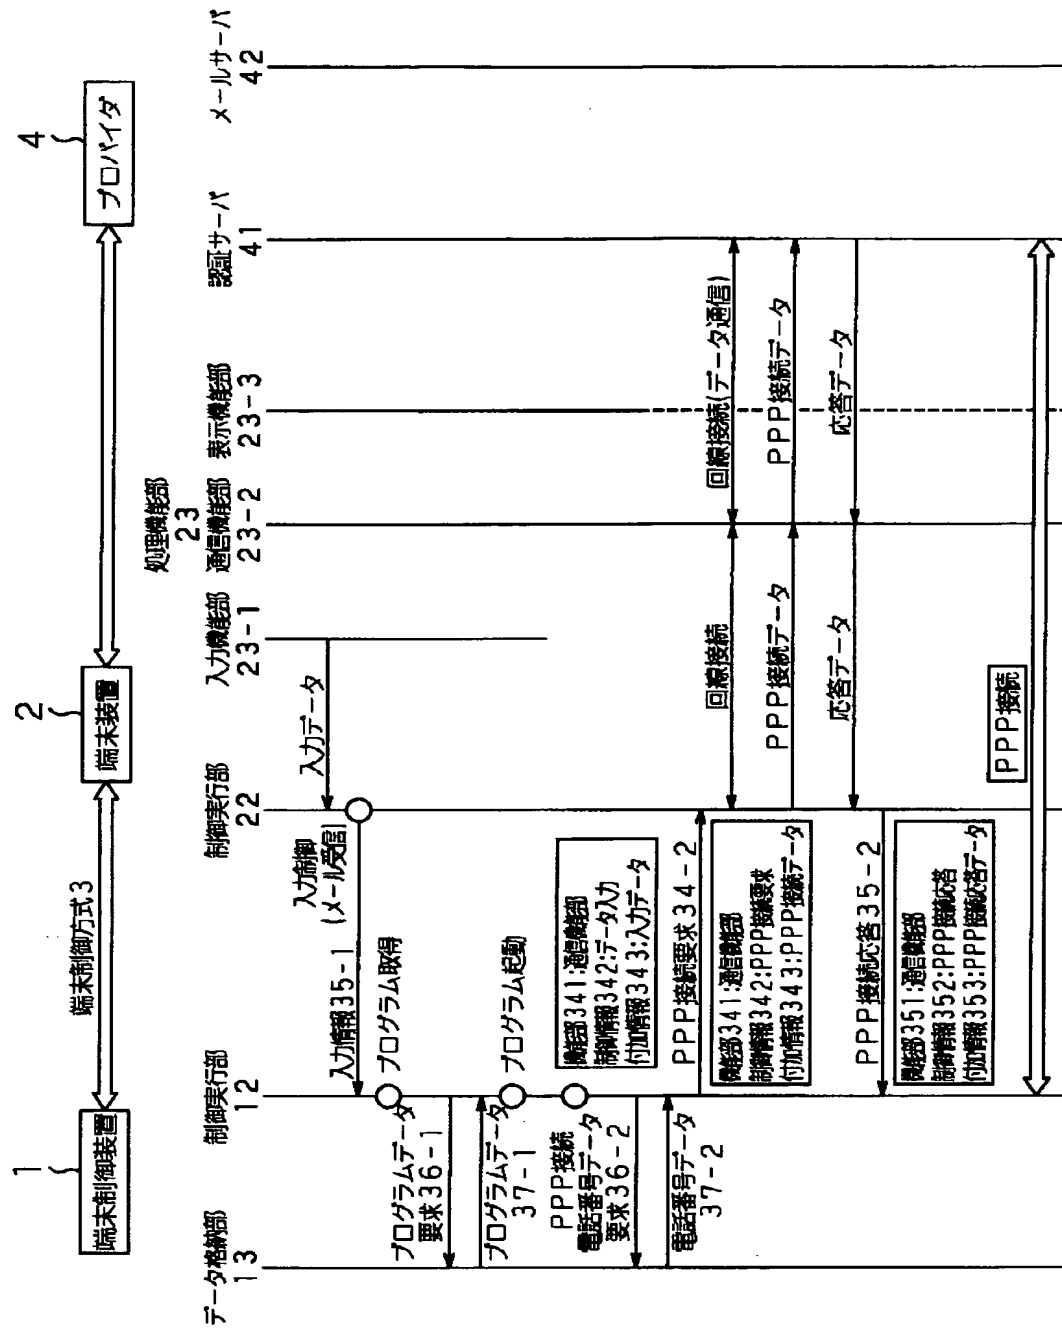 1
2
4
端末制御装置
端末制御方式3
端末装置
プロバイダ
処理機能部
23
データ格納部
13
制御実行部
12
制御実行部
22
入力機能部
23-1
通信機能部
23-2
表示機能部
23-3
認証サーバ
41
メールサーバ
42
入力データ
入力制御
(メール受信)
入力情報35-1
プログラム取得
プログラムデータ
要求36-1
プログラムデータ
37-1
プログラム起動
機能部341:通信機能部
制御情報342:データ入力
付加情報343:入力データ
PPP接続
電話番号データ
要求36-2
電話番号データ
37-2
PPP接続要求34-2
機能部341:通信機能部
制御情報342:PPP接続要求
付加情報343:PPP接続データ
回線接続
回線接続(データ通信)
PPP接続データ
PPP接続データ
応答データ
応答データ
PPP接続応答35-2
機能部351:通信機能部
制御情報352:PPP接続応答
付加情報353:PPP接続応答データ
PPP接続